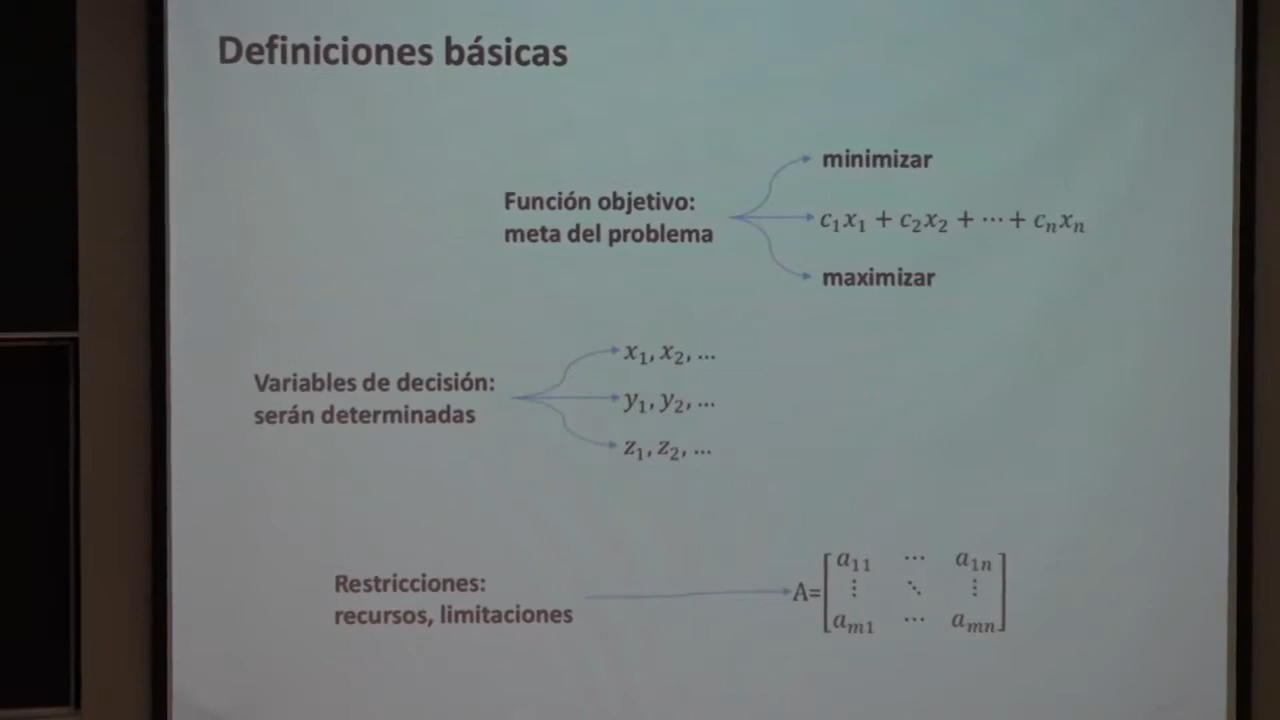 Definiciones básicas
minimizar
Función objetivo:
meta del problema
c₁x₁ + c₂x₂ + ⋯ + cₙxₙ
maximizar
Variables de decisión:
serán determinadas
x₁, x₂, ...
y₁, y₂, ...
z₁, z₂, ...
Restricciones:
recursos, limitaciones
A=
a₁₁ ⋯ a₁ₙ
⋮ ⋱ ⋮
aₘ₁ ⋯ aₘₙ